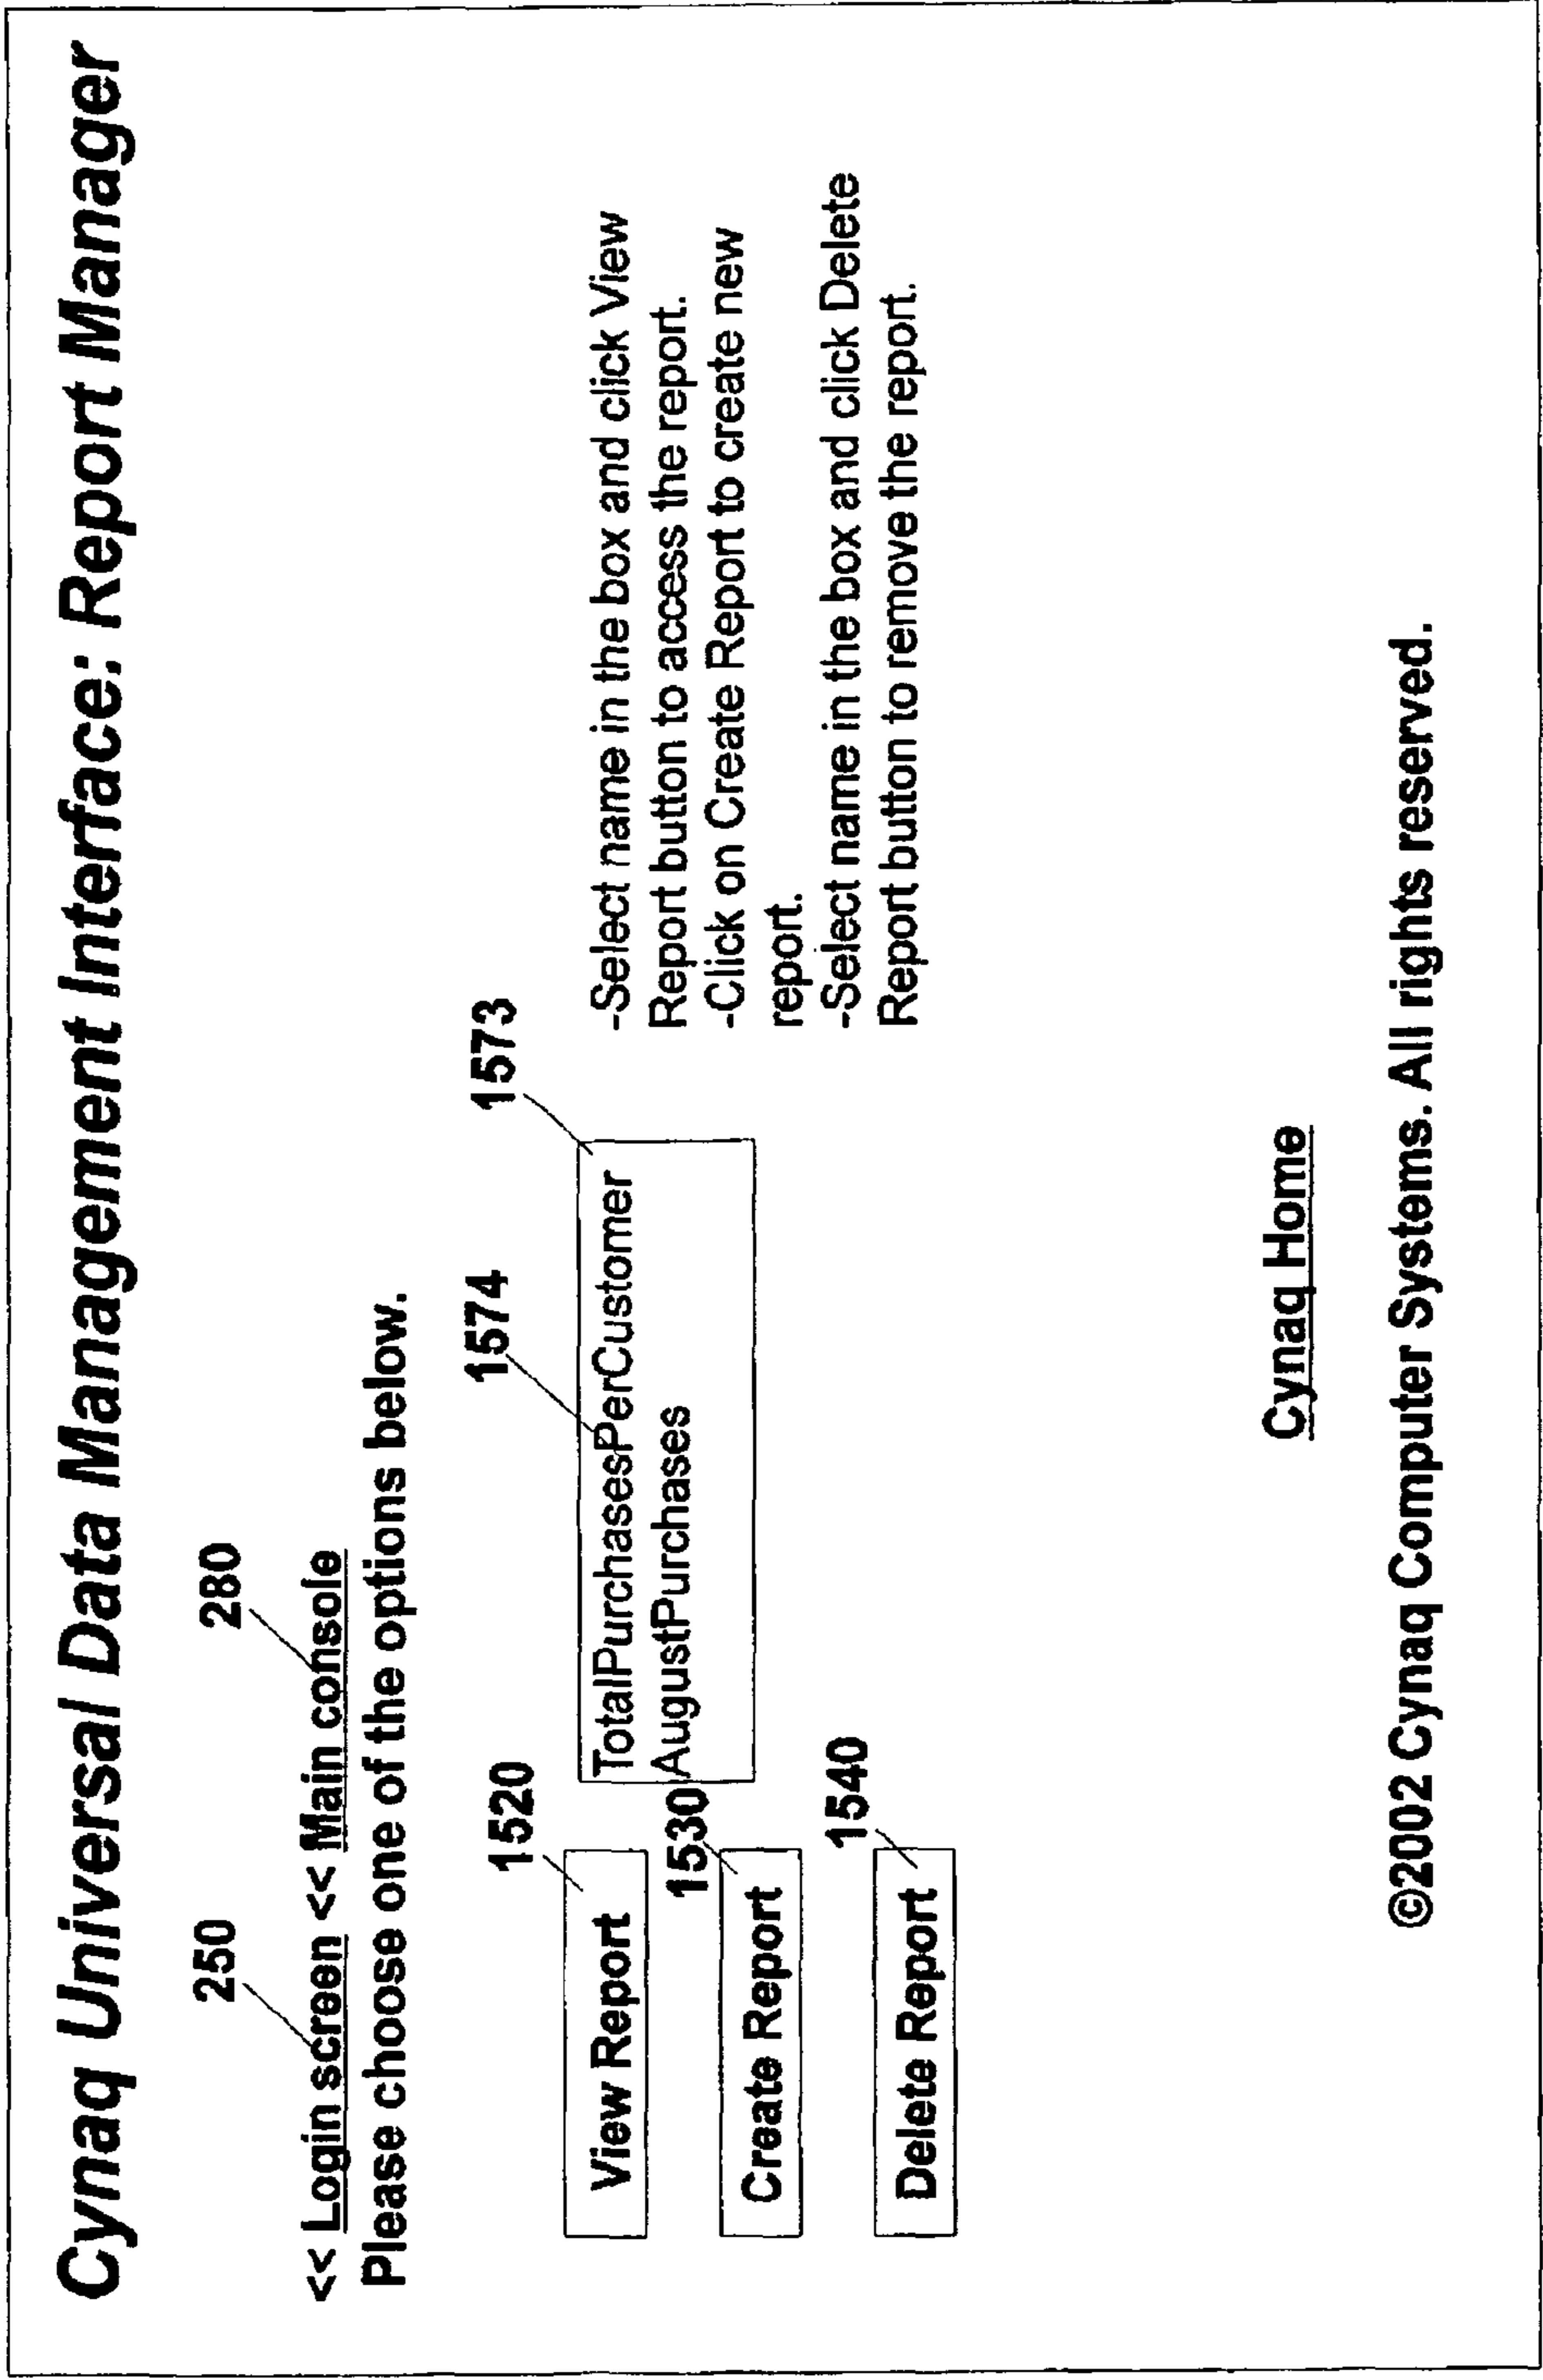 Cynaq Universal Data Management Interface: Report Manager
250
280
<< Login screen << Main console
Please choose one of the options below.
1520
View Report
1530
Create Report
1540
Delete Report
1574
1573
TotalPurchasesPerCustomer
AugustPurchases
-Select name in the box and click View
Report button to access the report.
-Click on Create Report to create new
report.
-Select name in the box and click Delete
Report button to remove the report.
Cynaq Home
©2002 Cynaq Computer Systems. All rights reserved.